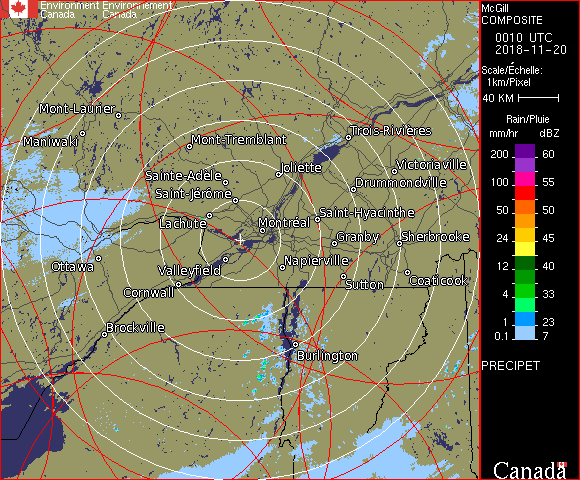 Environment Environnement
Canada Canada
McGill
COMPOSITE
0010 UTC
2018-11-20
Scale/Échelle:
1km/Pixel
40 KM
Rain/Pluie
mm/hr dBZ
200 60
100 55
50 50
24 45
12 40
4 33
1 23
0.1 7
PRECIPET
Mont-Laurier
Maniwaki
Mont-Tremblant
Trois-Rivières
Sainte-Adèle
Joliette
Victoriaville
Saint-Jérôme
Drummondville
Lachute
Montréal
Saint-Hyacinthe
Granby
Sherbrooke
Ottawa
Valleyfield
Napierville
Cornwall
Sutton
Coaticook
Brockville
Burlington
Canada